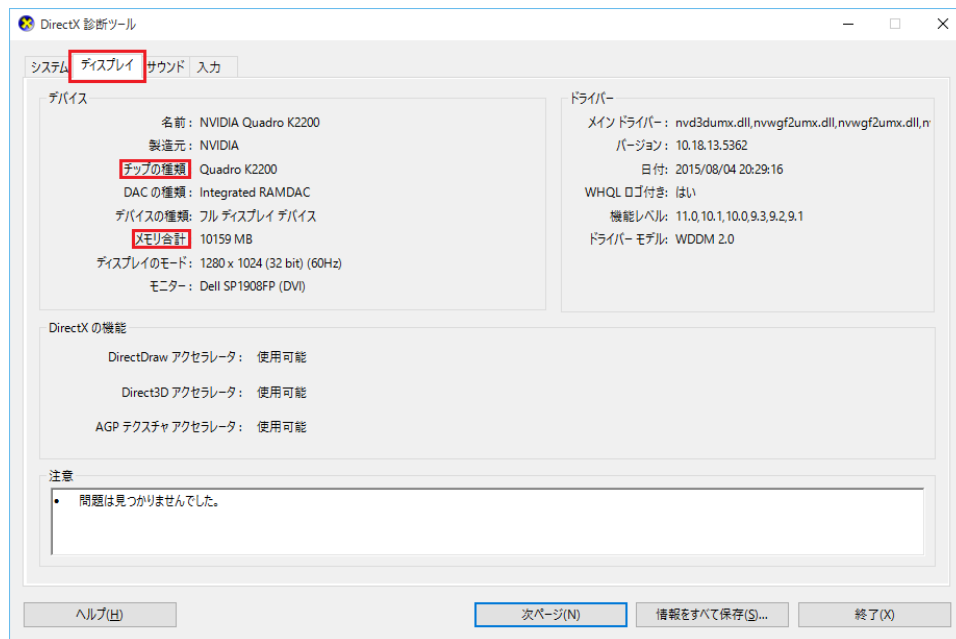 DirectX 診断ツール
システム ディスプレイ サウンド 入力
デバイス
名前: NVIDIA Quadro K2200
製造元: NVIDIA
チップの種類 Quadro K2200
DAC の種類: Integrated RAMDAC
デバイスの種類: フル ディスプレイ デバイス
メモリ合計 10159 MB
ディスプレイのモード: 1280 x 1024 (32 bit) (60Hz)
モニター: Dell SP1908FP (DVI)
ドライバー
メイン ドライバー: nvd3dumx.dll,nvwgf2umx.dll,nvwgf2umx.dll,n
バージョン: 10.18.13.5362
日付: 2015/08/04 20:29:16
WHQL ロゴ付き: はい
機能レベル: 11.0,10.1,10.0,9.3,9.2,9.1
ドライバー モデル: WDDM 2.0
DirectX の機能
DirectDraw アクセラレータ: 使用可能
Direct3D アクセラレータ: 使用可能
AGP テクスチャ アクセラレータ: 使用可能
注意
• 問題は見つかりませんでした。
ヘルプ(H) 次ページ(N) 情報をすべて保存(S)... 終了(X)